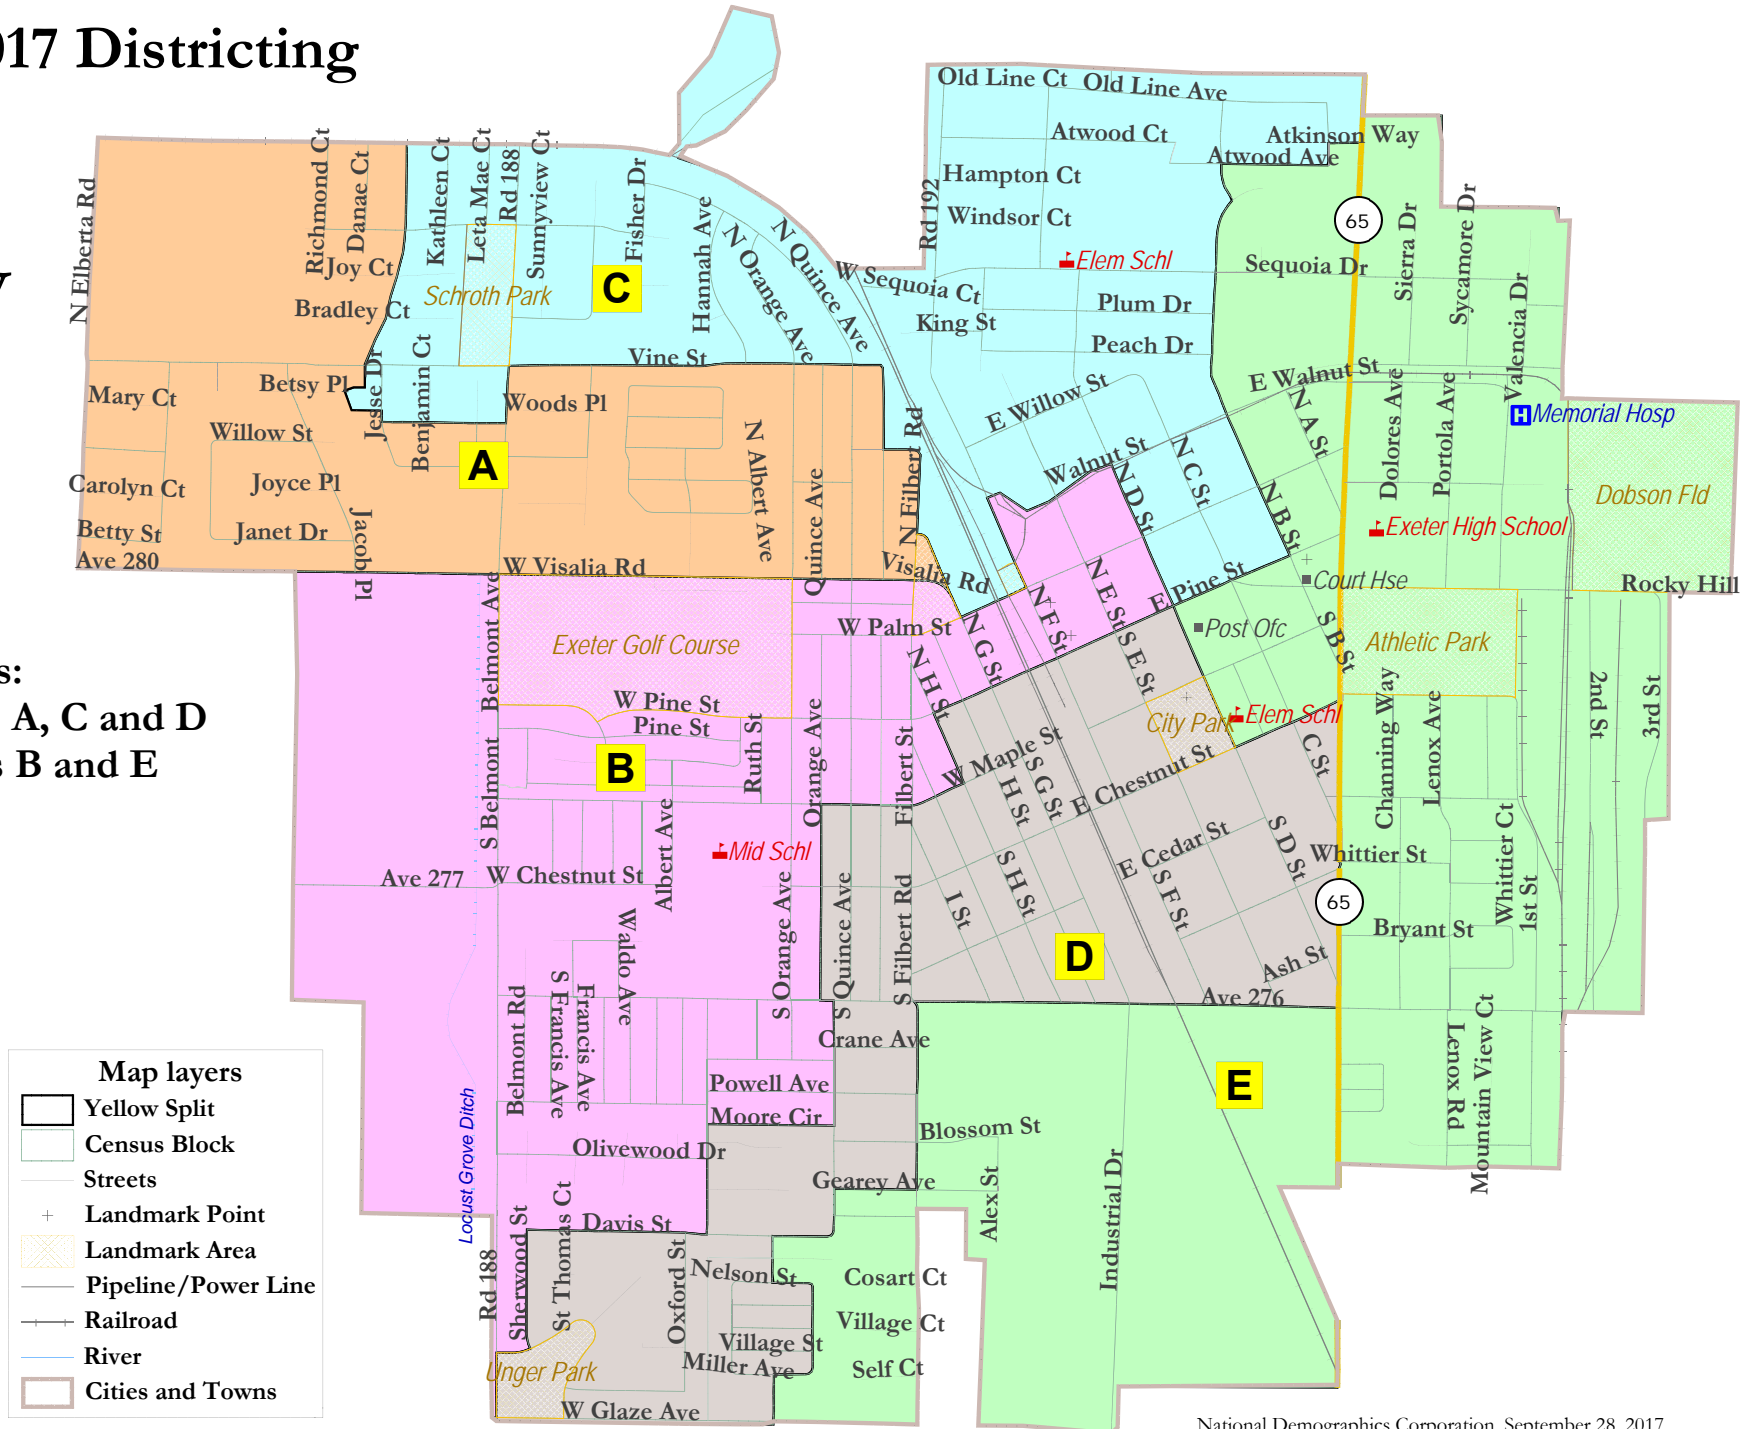 017 Districting
y
s:
A, C and D
s B and E
Old Line Ct Old Line Ave
Atwood Ct
Atkinson Way
Atwood Ave
Hampton Ct
Windsor Ct
Rd 192
65
Elem Schl
Sequoia Dr
Sierra Dr
Sycamore Dr
Valencia Dr
N Elberta Rd
Richmond Ct
Danae Ct
Kathleen Ct
Leta Mae Ct
Rd 188
Sunnyview Ct
Fisher Dr
Hannah Ave
N Orange Ave
N Quince Ave
Joy Ct
Bradley Ct
Schroth Park
C
W Sequoia Ct
King St
Plum Dr
Peach Dr
Vine St
E Walnut St
Mary Ct
Betsy Pl
Jesse Dr
Benjamin Ct
Woods Pl
E Willow St
N A St
Dolores Ave
Portola Ave
H Memorial Hosp
Willow St
A
N Albert Ave
Quince Ave
N Filbert Rd
Walnut St
N D St
N C St
N B St
Carolyn Ct
Joyce Pl
Dobson Fld
Betty St
Janet Dr
Jacob Pl
Exeter High School
Ave 280
W Visalia Rd
Visalia Rd
N E St
E Pine St
Court Hse
Rocky Hill
Belmont Ave
Exeter Golf Course
W Palm St
N F St
N G St
N H St
S E St
Post Ofc
S B St
Athletic Park
W Pine St
Pine St
Ruth St
Orange Ave
Filbert St
City Park
Elem Schl
Channing Way
Lenox Ave
2nd St
3rd St
B
S Belmont
W Maple St
S G St
H St
E Chestnut St
C St
Albert Ave
Mid Schl
E Cedar St
S D St
Whittier St
Whittier Ct
1st St
Ave 277
W Chestnut St
S H St
I St
S F St
65
Bryant St
Waldo Ave
S Orange Ave
S Quince Ave
S Filbert Rd
D
Ash St
Ave 276
Belmont Rd
S Francis Ave
Francis Ave
Crane Ave
Lenox Rd
Mountain View Ct
Powell Ave
Moore Cir
E
Locust Grove Ditch
Olivewood Dr
Blossom St
Gearey Ave
Alex St
Industrial Dr
Davis St
Rd 188
Sherwood St
St Thomas Ct
Oxford St
Nelson St
Cosart Ct
Village Ct
Village St
Miller Ave
Self Ct
Unger Park
W Glaze Ave
Map layers
Yellow Split
Census Block
Streets
Landmark Point
Landmark Area
Pipeline/Power Line
Railroad
River
Cities and Towns
National Demographics Corporation, September 28, 2017